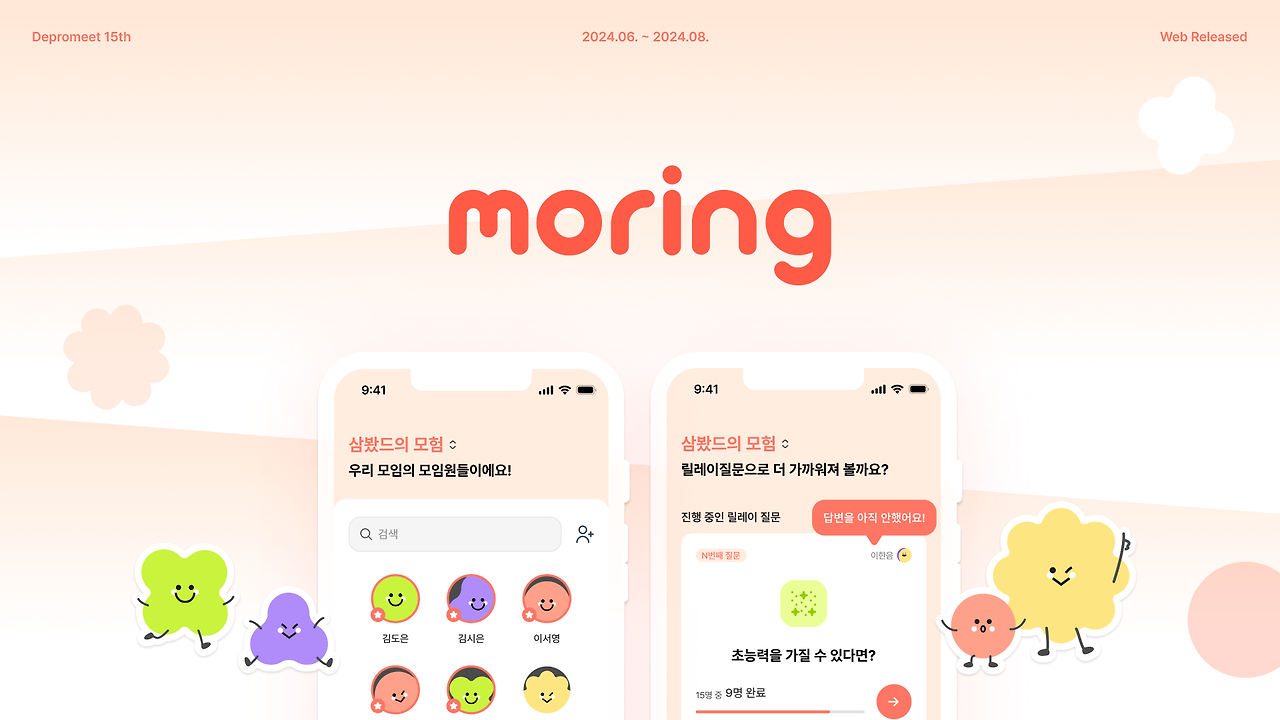 Depromeet 15th
2024.06. ~ 2024.08.
Web Released
moring
9:41
삼봤드의 모험
우리 모임의 모임원들이에요!
검색
김도은
김시은
이서영
9:41
삼봤드의 모험
릴레이질문으로 더 가까워져 볼까요?
진행 중인 릴레이 질문
답변을 아직 안했어요!
N번째 질문
이한음
초능력을 가질 수 있다면?
15명 중 9명 완료